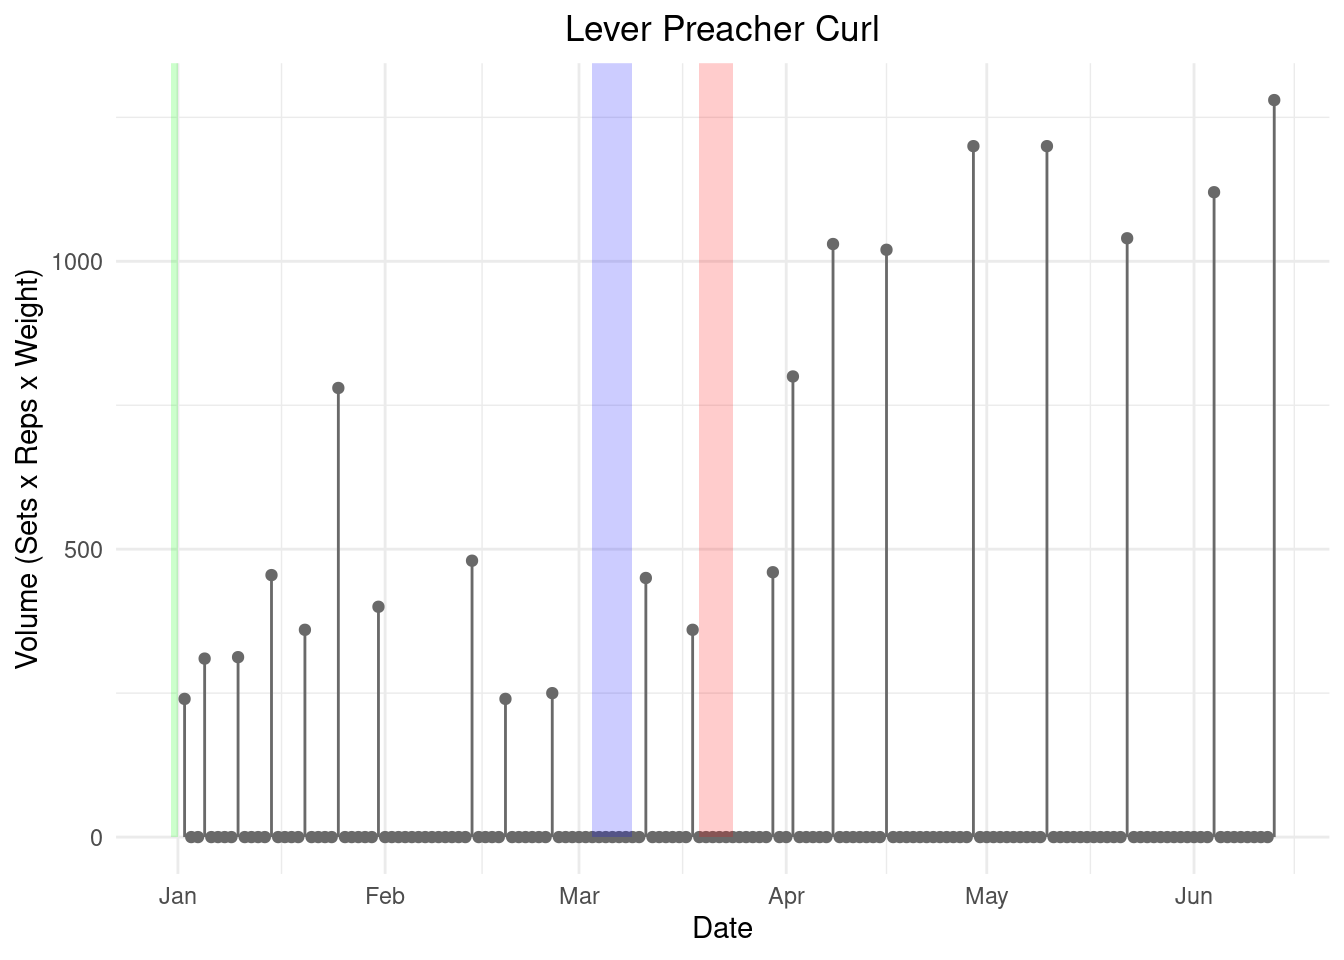 Lever Preacher Curl
Volume (Sets x Reps x Weight)
1000
500
0
Jan Feb Mar Apr May Jun
Date